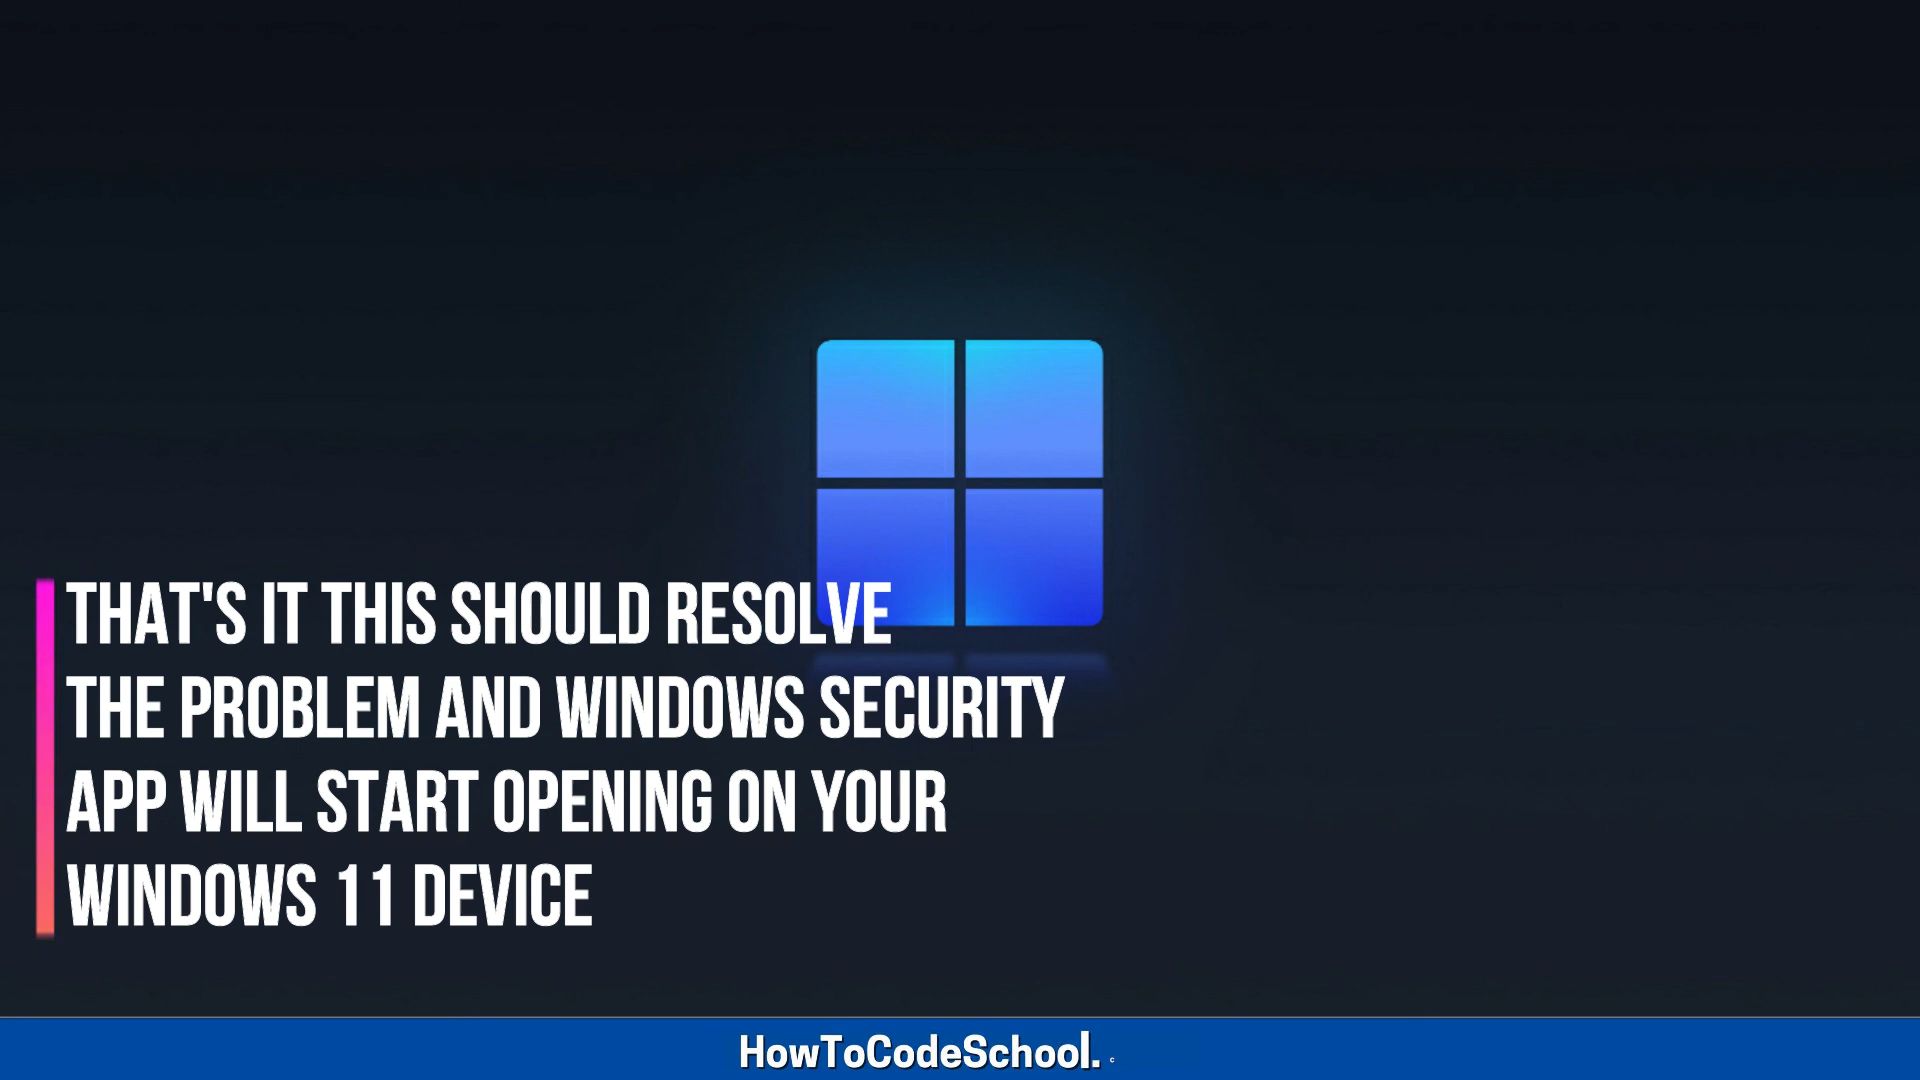 THAT'S IT THIS SHOULD RESOLVE
THE PROBLEM AND WINDOWS SECURITY
APP WILL START OPENING ON YOUR
WINDOWS 11 DEVICE
HowToCodeSchool. c